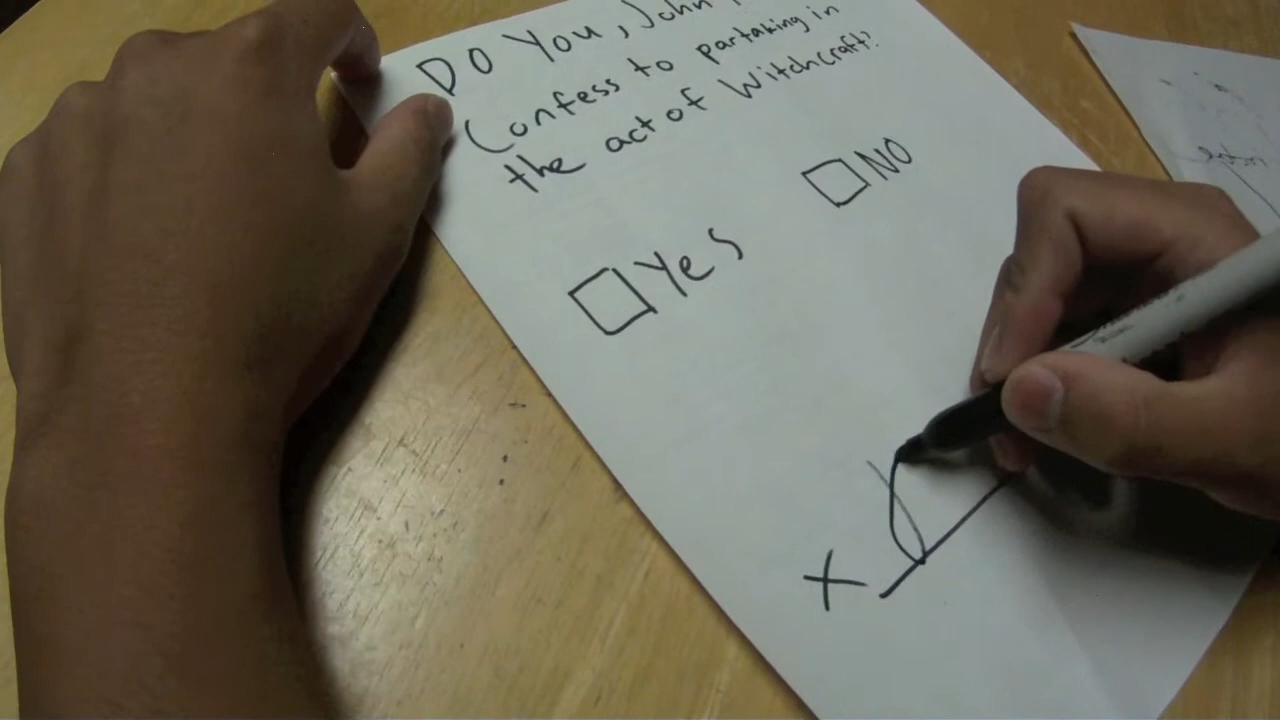 Do You, John
Confess to partaking in
the act of Witchcraft?
NO
Yes
X